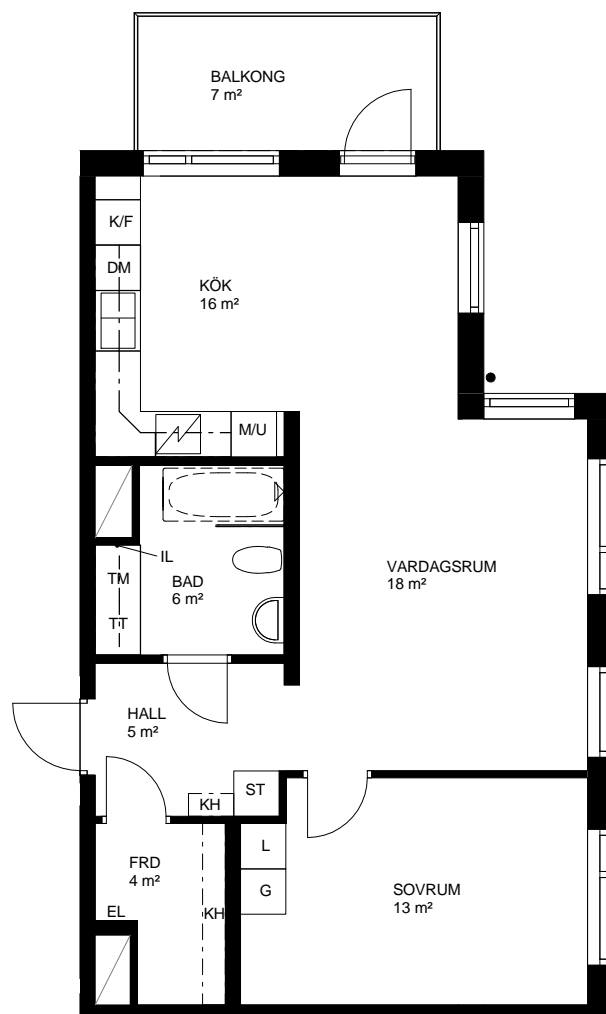 BALKONG
7 m²
K/F
DM
KÖK
16 m²
M/U
IL
TM
BAD
6 m²
TT
VARDAGSRUM
18 m²
HALL
5 m²
ST
KH
L
FRD
4 m²
G
SOVRUM
13 m²
EL
KH